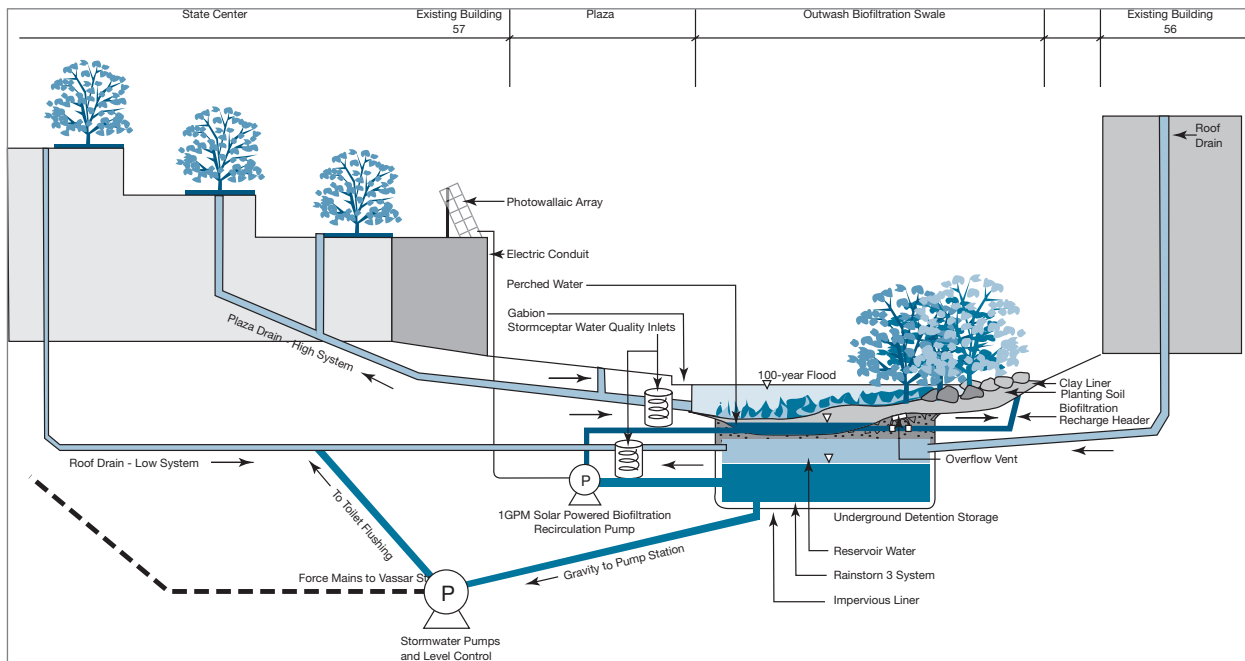 State Center
Existing Building
57
Plaza
Outwash Biofiltration Swale
Existing Building
56
Roof
Drain
Photowallaic Array
Electric Conduit
Perched Water
Gabion
Stormceptar Water Quality Inlets
Plaza Drain - High System
100-year Flood
Clay Liner
Planting Soil
Biofiltration
Recharge Header
Overflow Vent
Roof Drain - Low System
P
1GPM Solar Powered Biofiltration
Recirculation Pump
Underground Detention Storage
To Toilet Flushing
Gravity to Pump Station
Reservoir Water
Rainstorn 3 System
Impervious Liner
Force Mains to Vassar
P
Stormwater Pumps
and Level Control